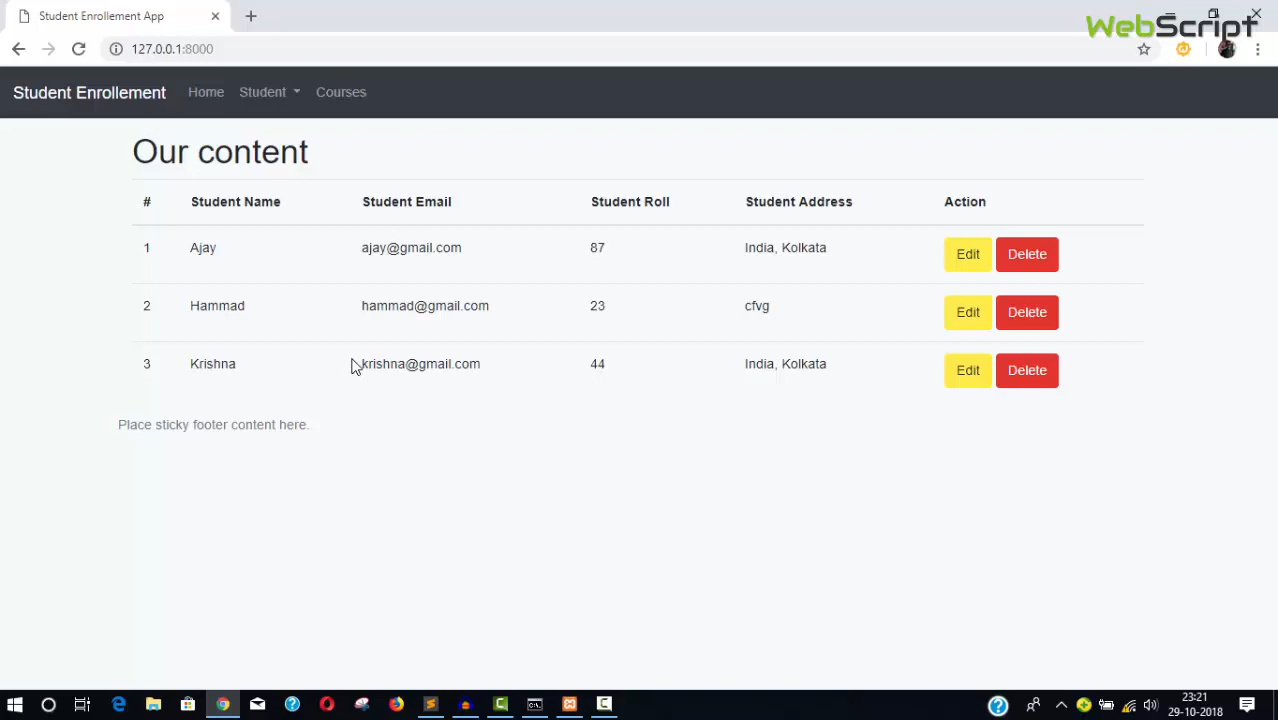 Student Enrollement App
WebScript
127.0.0.1:8000
Student Enrollement Home Student Courses
Our content
# Student Name Student Email Student Roll Student Address Action
1 Ajay ajay@gmail.com 87 India, Kolkata Edit Delete
2 Hammad hammad@gmail.com 23 cfvg Edit Delete
3 Krishna krishna@gmail.com 44 India, Kolkata Edit Delete
Place sticky footer content here.
23:21
29-10-2018